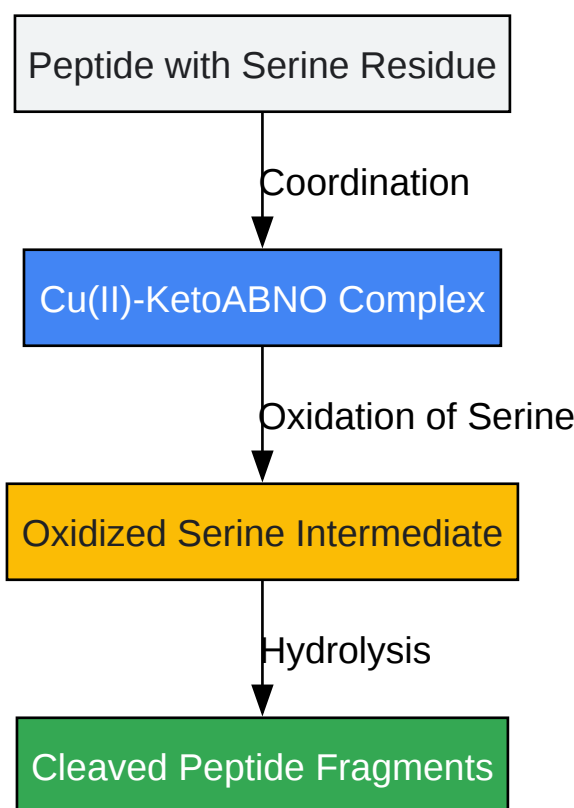 Peptide with Serine Residue
Coordination
Cu(II)-KetoABNO Complex
Oxidation of Serine
Oxidized Serine Intermediate
Hydrolysis
Cleaved Peptide Fragments